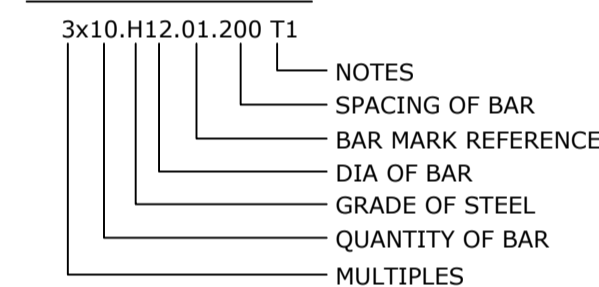 3x10.H12.01.200 T1
NOTES
SPACING OF BAR
BAR MARK REFERENCE
DIA OF BAR
GRADE OF STEEL
QUANTITY OF BAR
MULTIPLES